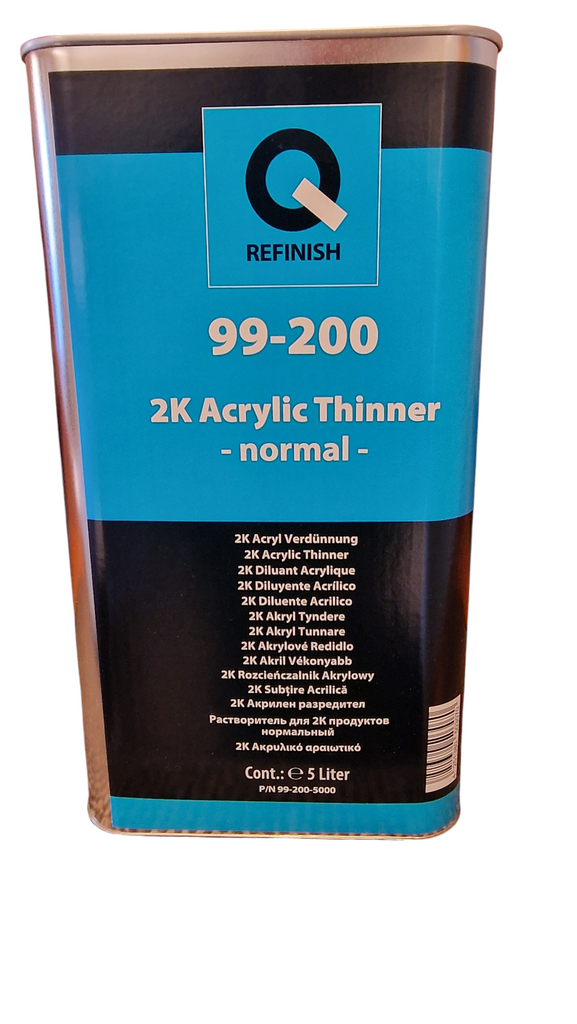 Q
REFINISH
99-200
2K Acrylic Thinner
- normal -
2K Acryl Verdünnung
2K Acrylic Thinner
2K Diluant Acrylique
2K Diluyente Acrílico
2K Diluente Acrilico
2K Akryl Tyndere
2K Akryl Tunnare
2K Akrylové Redidlo
2K Akril Vékonyabb
2K Rozcieńczalnik Akrylowy
2K Subţire Acrilică
2K Акрилен разредител
Растворитель для 2K продуктов
нормальный
2K Ακρυλικό αραιωτικό
Cont.: ℮ 5 Liter
P/N 99-200-5000